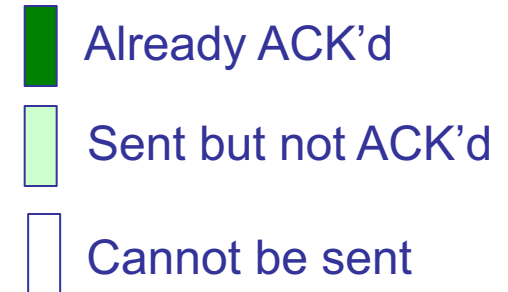 Already ACK’d
Sent but not ACK’d
Cannot be sent